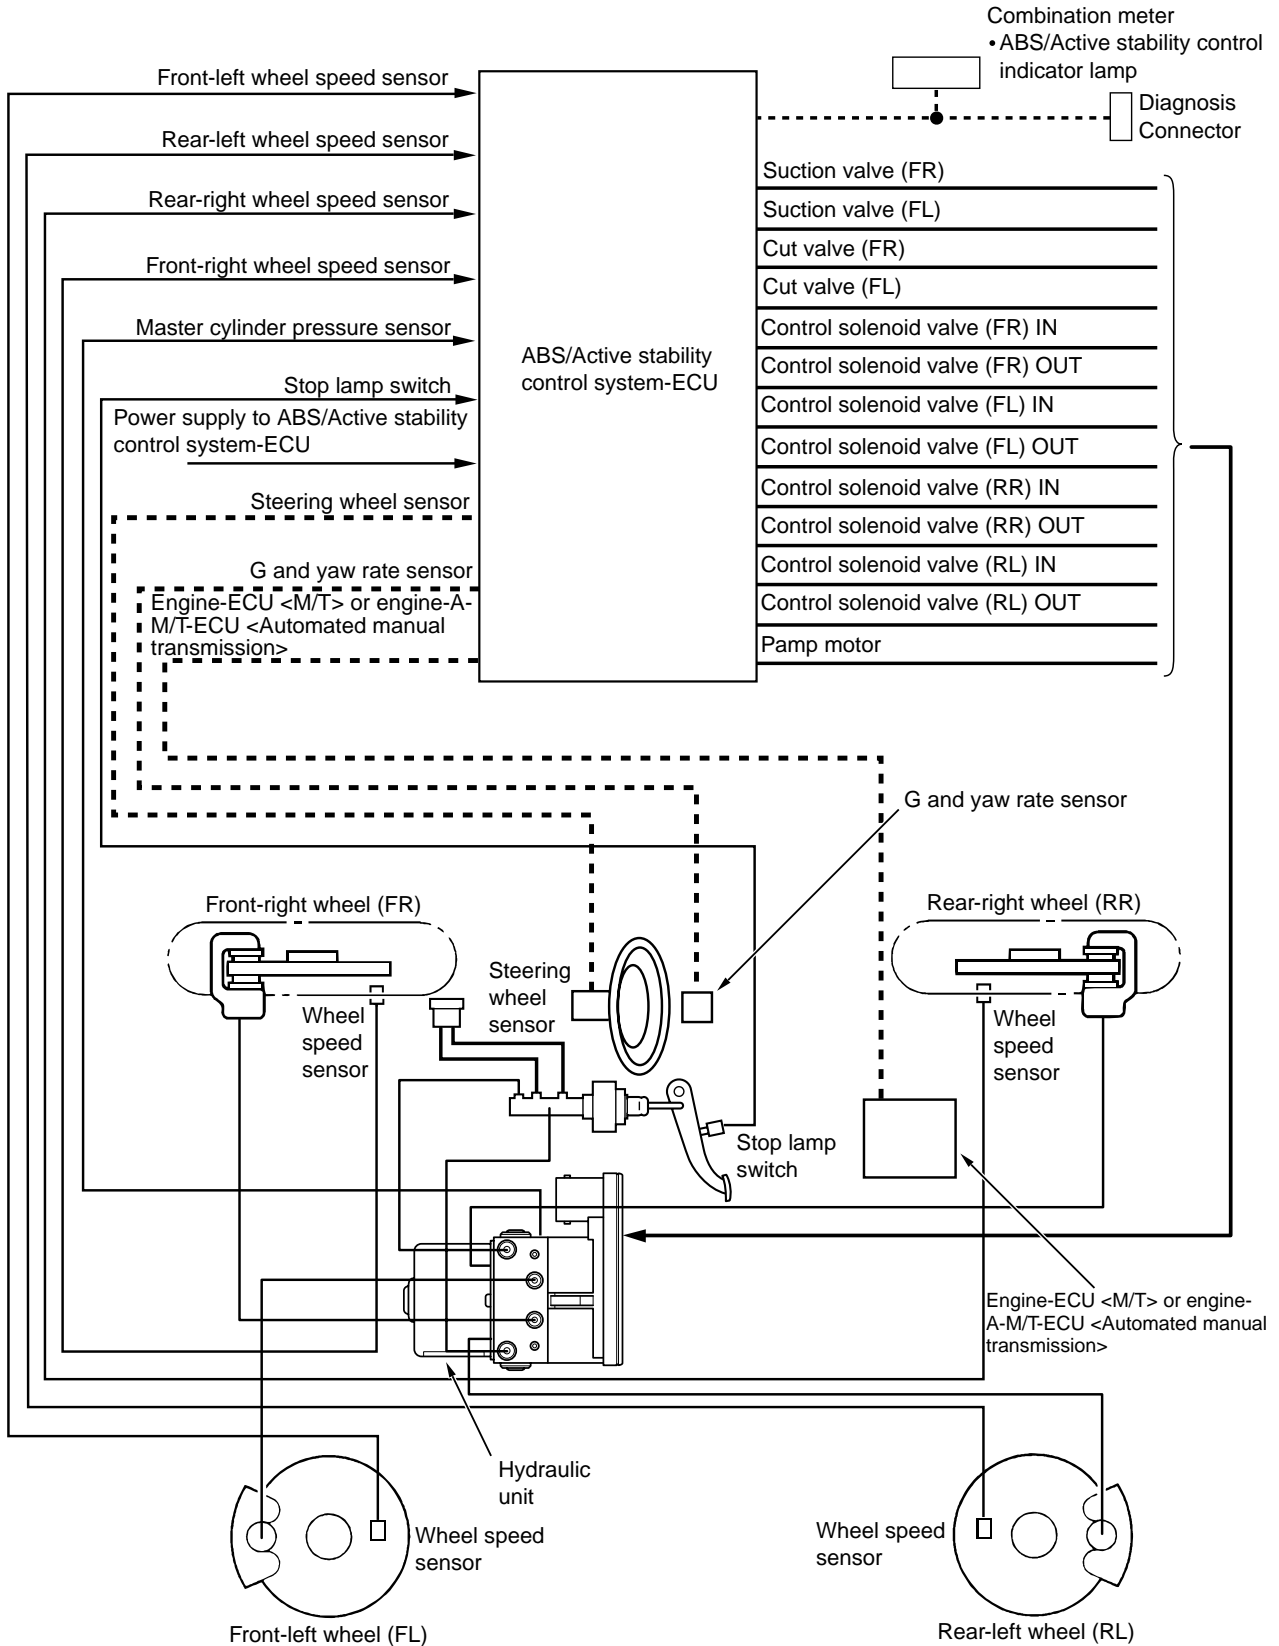 Combination meter
• ABS/Active stability control
indicator lamp
Diagnosis
Connector
Front-left wheel speed sensor
Rear-left wheel speed sensor
Rear-right wheel speed sensor
Front-right wheel speed sensor
Master cylinder pressure sensor
Stop lamp switch
Power supply to ABS/Active stability
control system-ECU
Steering wheel sensor
G and yaw rate sensor
Engine-ECU <M/T> or engine-A-
M/T-ECU <Automated manual
transmission>
ABS/Active stability
control system-ECU
Suction valve (FR)
Suction valve (FL)
Cut valve (FR)
Cut valve (FL)
Control solenoid valve (FR) IN
Control solenoid valve (FR) OUT
Control solenoid valve (FL) IN
Control solenoid valve (FL) OUT
Control solenoid valve (RR) IN
Control solenoid valve (RR) OUT
Control solenoid valve (RL) IN
Control solenoid valve (RL) OUT
Pamp motor
G and yaw rate sensor
Front-right wheel (FR)
Rear-right wheel (RR)
Wheel
speed
sensor
Steering
wheel
sensor
Wheel
speed
sensor
Stop lamp
switch
Engine-ECU <M/T> or engine-
A-M/T-ECU <Automated manual
transmission>
Hydraulic
unit
Wheel speed
sensor
Wheel speed
sensor
Front-left wheel (FL)
Rear-left wheel (RL)